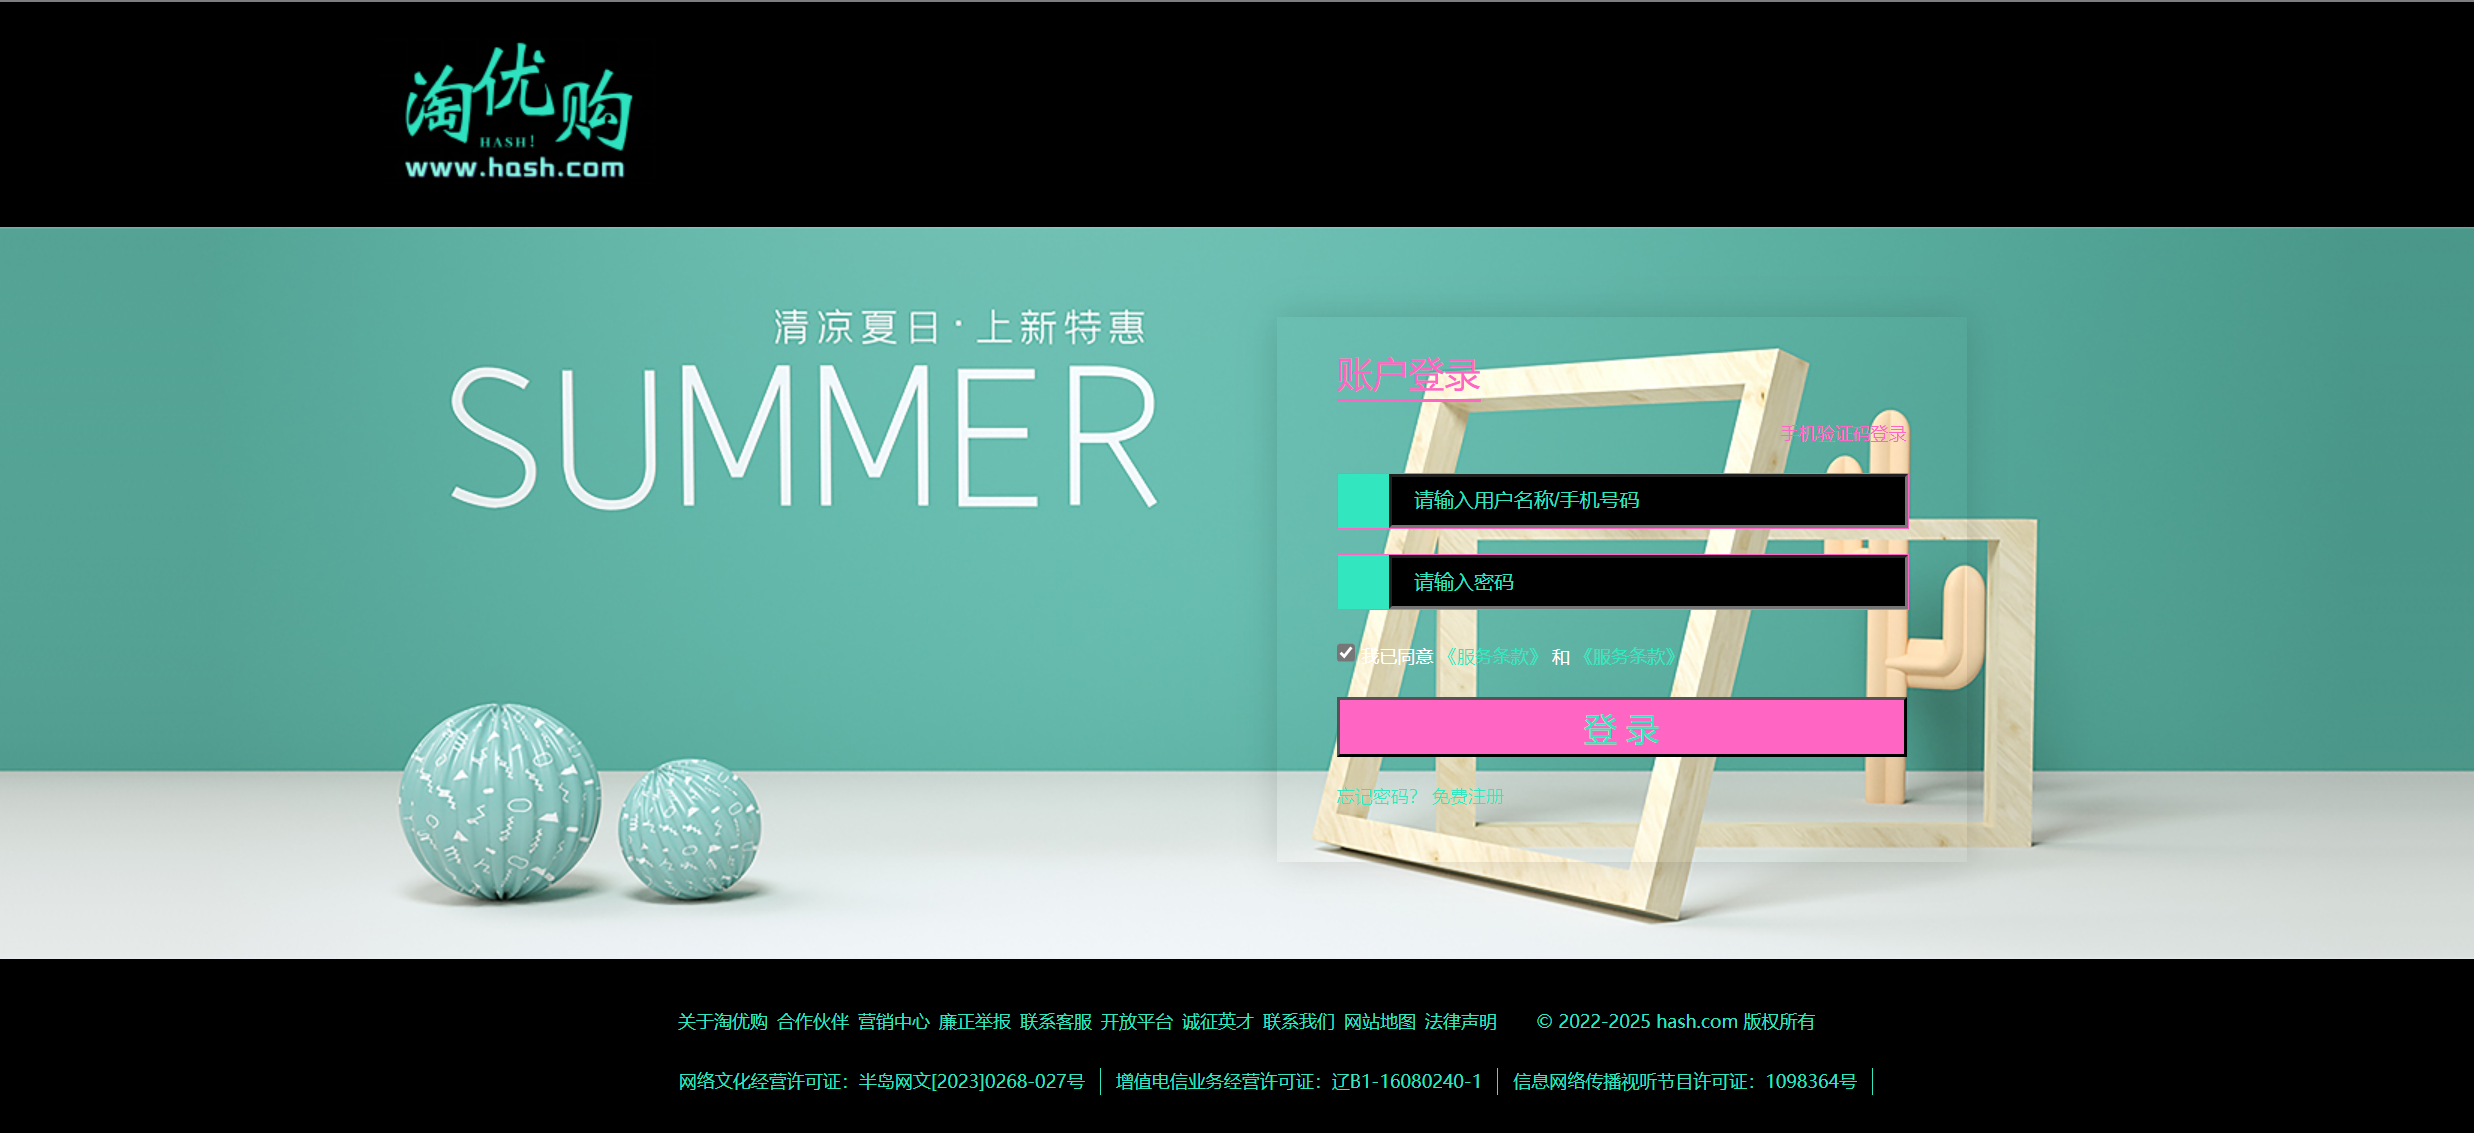 淘优购
HASH!
www.hash.com
清凉夏日·上新特惠
SUMMER
账户登录
手机验证码登录
请输入用户名称/手机号码
请输入密码
我已同意《服务条款》和《服务条款》
登 录
忘记密码? 免费注册
关于淘优购 合作伙伴 营销中心 廉正举报 联系客服 开放平台 诚征英才 联系我们 网站地图 法律声明 © 2022-2025 hash.com 版权所有
网络文化经营许可证：半岛网文[2023]0268-027号 | 增值电信业务经营许可证：辽B1-16080240-1 | 信息网络传播视听节目许可证：1098364号 |